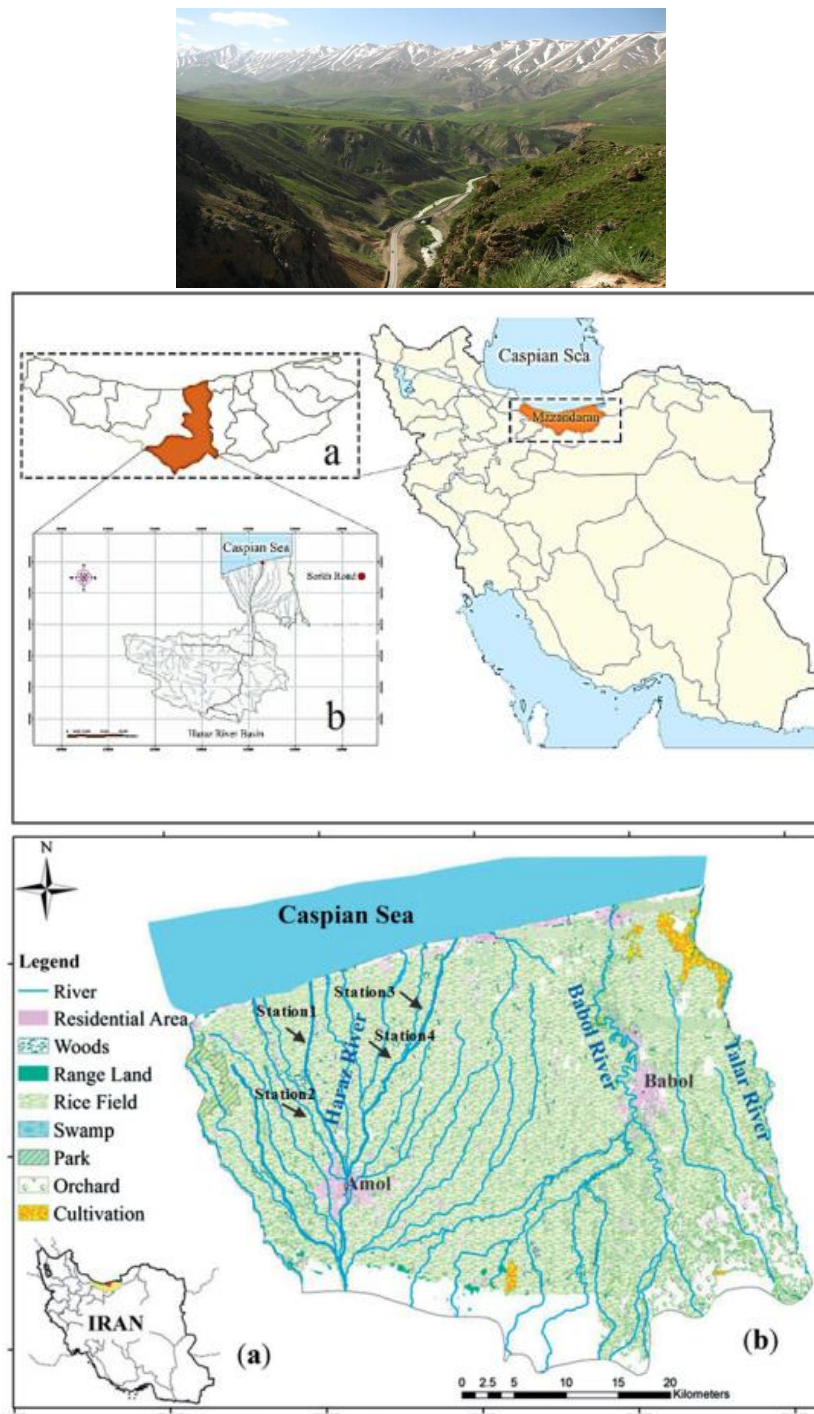 Caspian Sea
Mazandaran
a
Caspian Sea
b
Haraz River Basin
N
Caspian Sea
Legend
River
Residential Area
Woods
Range Land
Rice Field
Swamp
Park
Orchard
Cultivation
Station1
Station2
Station3
Station4
Haraz River
Babol River
Talar River
Amol
Babol
IRAN
(a)
(b)
0 2.5 5 10 15 20
Kilometers